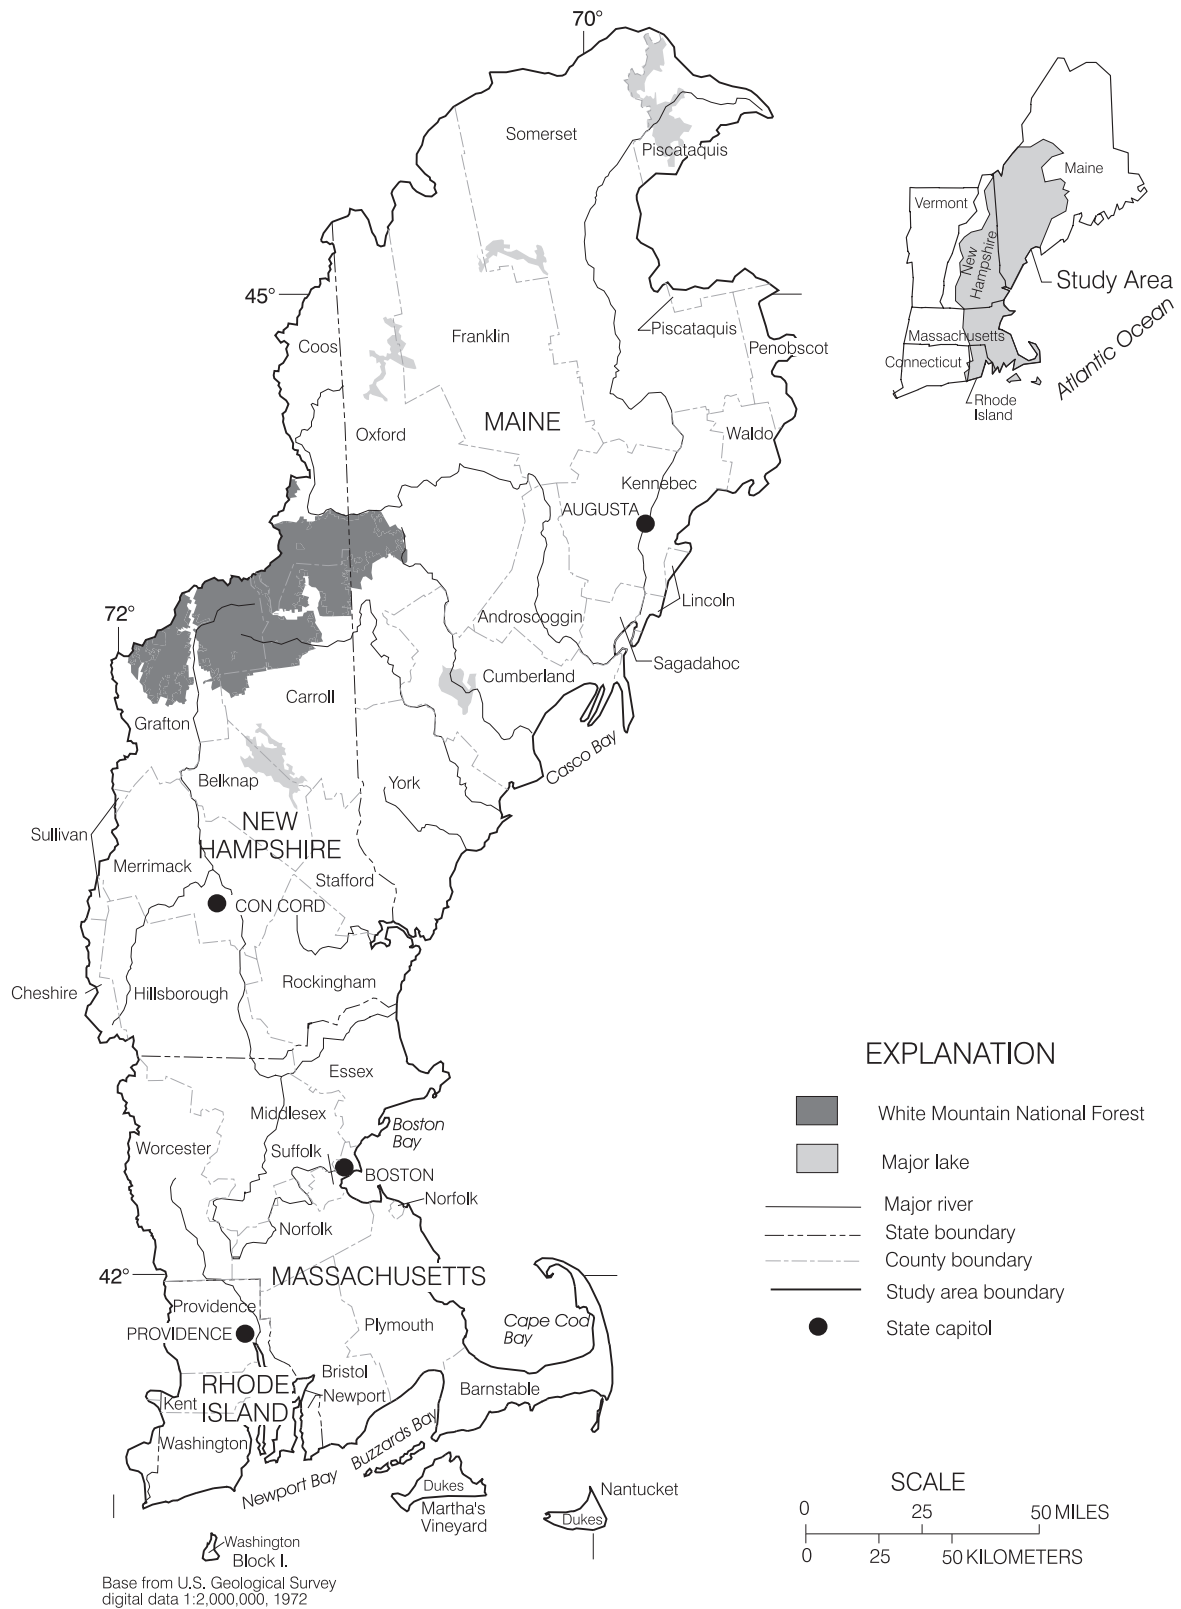 70°
Somerset
Piscataquis
Maine
Vermont
New
Hampshire
Study Area
45°
Coos
Franklin
Piscataquis
Penobscot
Massachusetts
Connecticut
Rhode
Island
Atlantic Ocean
MAINE
Oxford
Waldo
Kennebec
AUGUSTA
72°
Androscoggin
Lincoln
Sagadahoc
Cumberland
Carroll
Grafton
Casco Bay
Belknap
York
NEW
HAMPSHIRE
Sullivan
Merrimack
Stafford
CON CORD
Rockingham
Cheshire
Hillsborough
Essex
Middlesex
Boston
Bay
Worcester
Suffolk
BOSTON
Norfolk
Norfolk
42°
MASSACHUSETTS
Providence
PROVIDENCE
Plymouth
Cape Cod
Bay
Bristol
RHODE
ISLAND
Newport
Barnstable
Kent
Washington
Buzzards Bay
Newport Bay
Dukes
Martha's
Vineyard
Nantucket
Dukes
Washington
Block I.
Base from U.S. Geological Survey
digital data 1:2,000,000, 1972
EXPLANATION
White Mountain National Forest
Major lake
Major river
State boundary
County boundary
Study area boundary
State capitol
SCALE
0 25 50 MILES
0 25 50 KILOMETERS